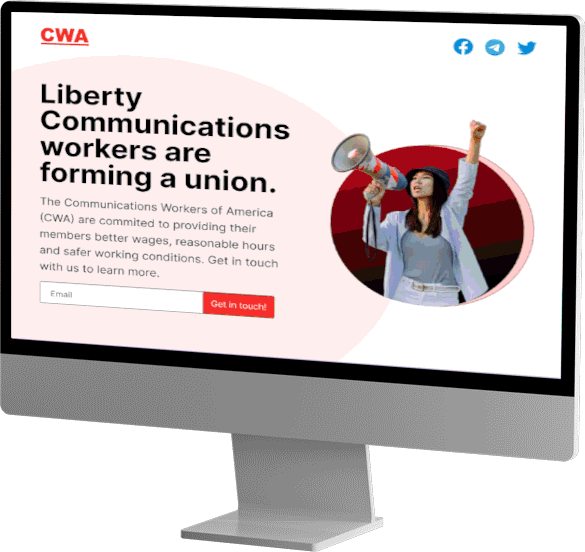 CWA
Liberty
Communications
workers are
forming a union.
The Communications Workers of America
(CWA) are commited to providing their
members better wages, reasonable hours
and safer working conditions. Get in touch
with us to learn more.
Email
Get in touch!